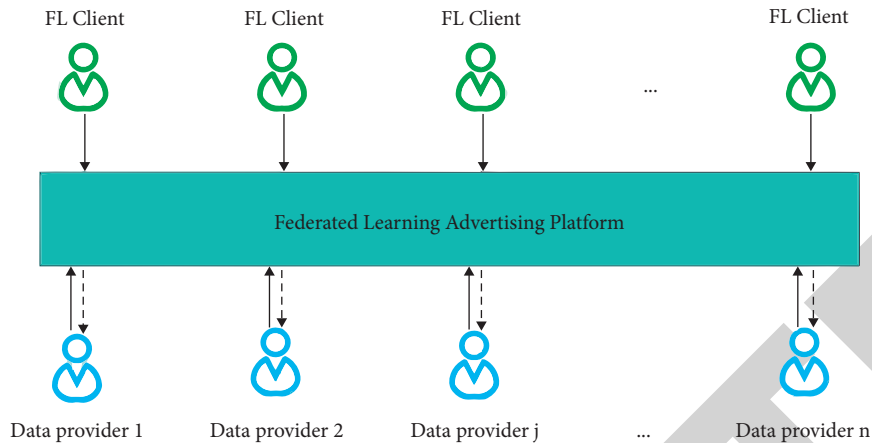 FL Client FL Client FL Client FL Client
...
Federated Learning Advertising Platform
Data provider 1 Data provider 2 Data provider j ... Data provider n